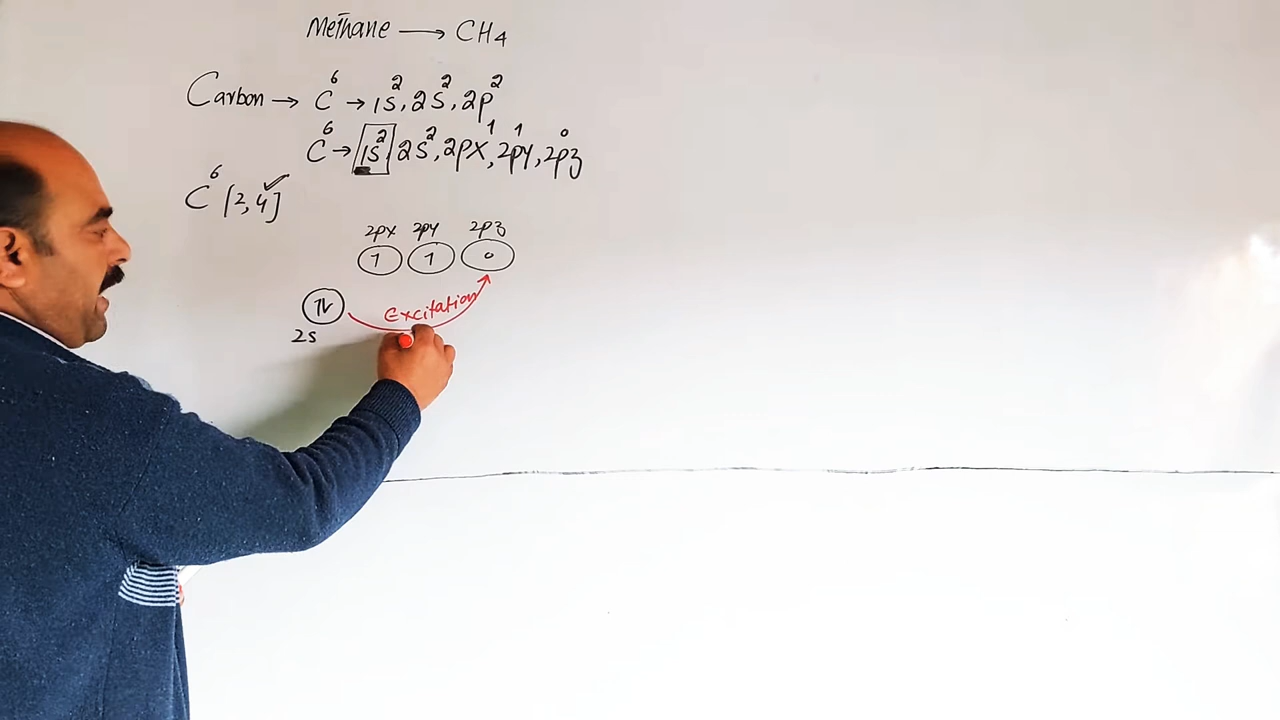 Methane → CH₄
Carbon → C⁶ → 1s², 2s², 2p²
C⁶ → 1s², 2s², 2px¹, 2py¹, 2pz⁰
C⁶ [2,4]
2px 2py 2pz
1 1 0
Excitation
1L
2s